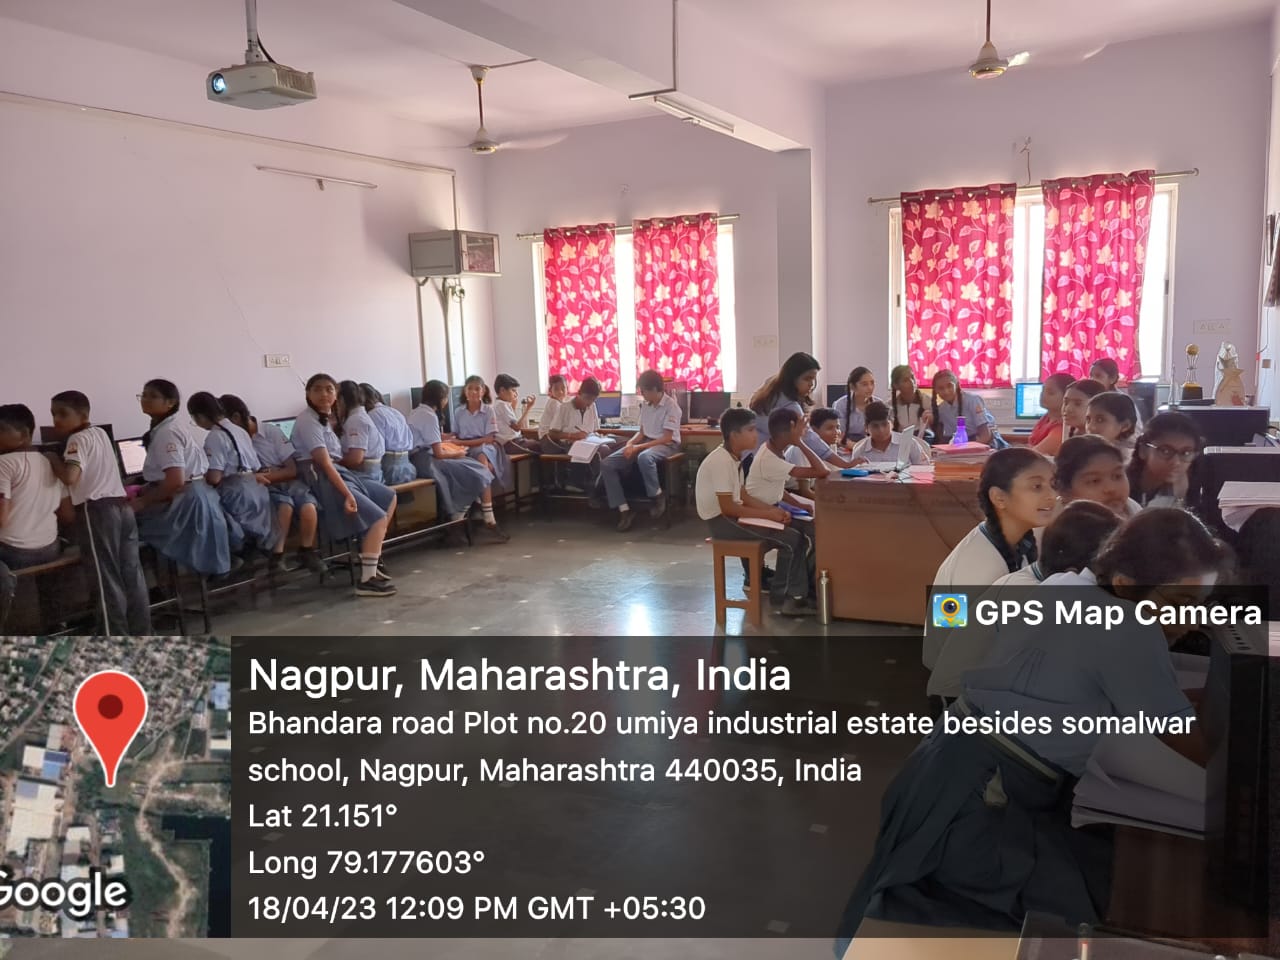 GPS Map Camera
Nagpur, Maharashtra, India
Bhandara road Plot no.20 umiya industrial estate besides somalwar
school, Nagpur, Maharashtra 440035, India
Lat 21.151°
Long 79.177603°
18/04/23 12:09 PM GMT +05:30
Google